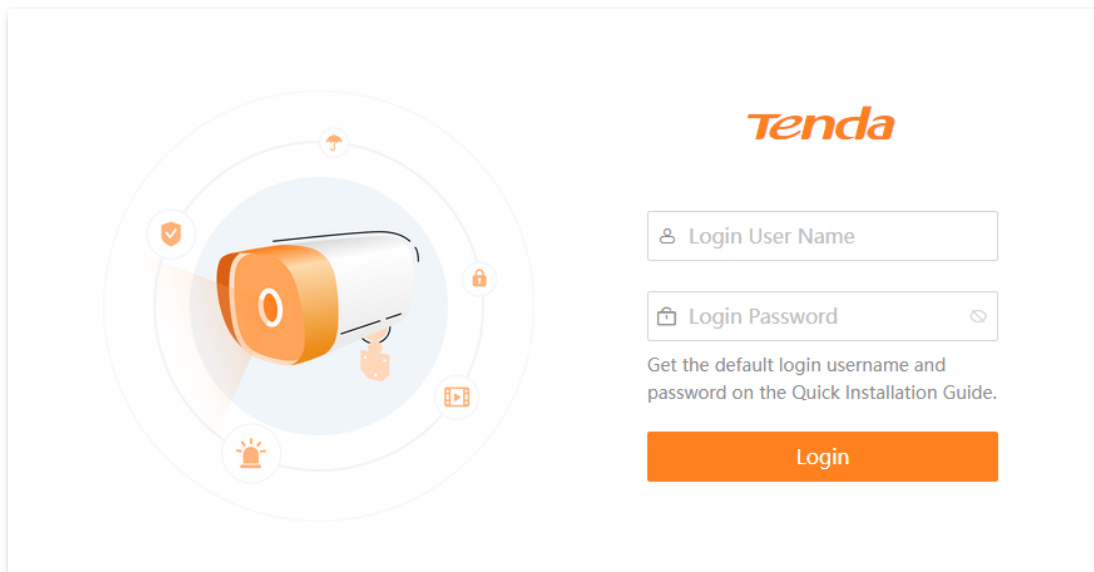 Tenda
Login User Name
Login Password
Get the default login username and
password on the Quick Installation Guide.
Login